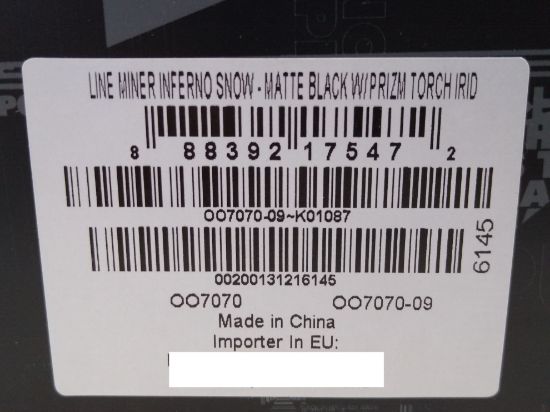 LINE MINER INFERNO SNOW - MATTE BLACK W/PRIZM TORCH IRID
8 88392 17547 2
OO7070-09~K01087
00200131216145
6145
OO7070 OO7070-09
Made in China
Importer In EU: